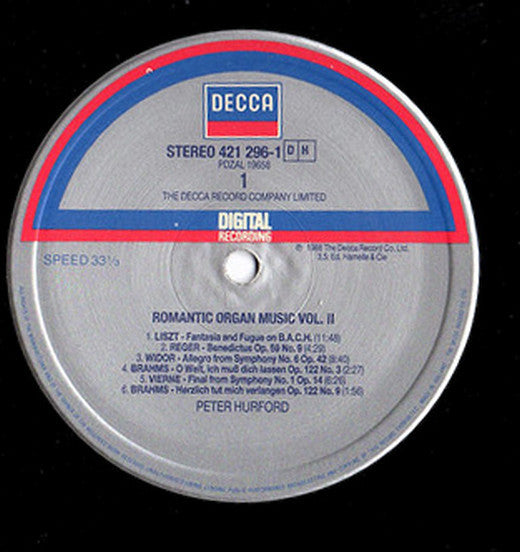 DECCA
STEREO 421 296-1 D H
PDZAL 19658
1
THE DECCA RECORD COMPANY LIMITED
DIGITAL
RECORDING
SPEED 33⅓
℗ 1988 The Decca Record Co. Ltd.
3,5: Ed. Hamelle & Cie
ROMANTIC ORGAN MUSIC VOL. II
1. LISZT - Fantasia and Fugue on B.A.C.H. (11:48)
2. REGER - Benedictus Op. 59 No. 9 (4:29)
3. WIDOR - Allegro from Symphony No. 6 Op. 42 (8:40)
4. BRAHMS - O Welt, ich muß dich lassen Op. 122 No. 3 (2:27)
5. VIERNE - Final from Symphony No. 1 Op. 14 (6:26)
6. BRAHMS - Herzlich tut mich verlangen Op. 122 No. 9 (1:56)
PETER HURFORD